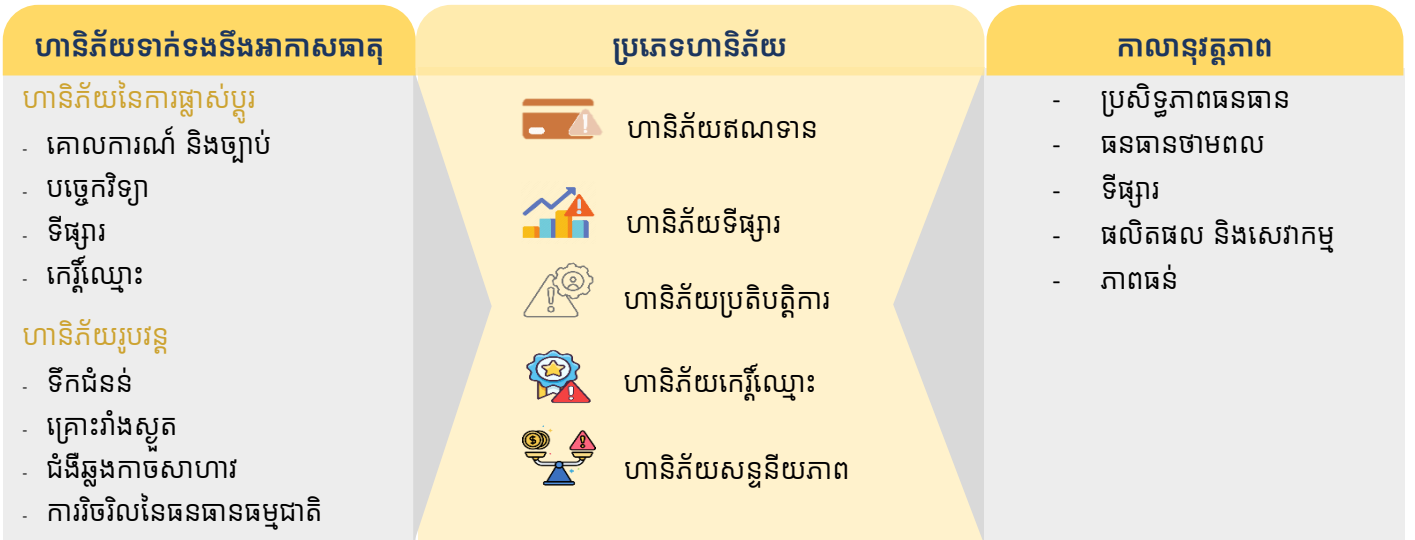 ហានិភ័យទាក់ទងនឹងអាកាសធាតុ
ហានិភ័យនៃការផ្លាស់ប្តូរ
- គោលការណ៍ និងច្បាប់
- បច្ចេកវិទ្យា
- ទីផ្សារ
- កេរ្តិ៍ឈ្មោះ
ហានិភ័យរូបវន្ត
- ទឹកជំនន់
- គ្រោះរាំងស្ងួត
- ជំងឺឆ្លងកាចសាហាវ
- ការរិចរិលនៃធនធានធម្មជាតិ
ប្រភេទហានិភ័យ
ហានិភ័យឥណទាន
ហានិភ័យទីផ្សារ
ហានិភ័យប្រតិបត្តិការ
ហានិភ័យកេរ្តិ៍ឈ្មោះ
ហានិភ័យសន្ទនីយភាព
កាលានុវត្តភាព
- ប្រសិទ្ធភាពធនធាន
- ធនធានថាមពល
- ទីផ្សារ
- ផលិតផល និងសេវាកម្ម
- ភាពធន់